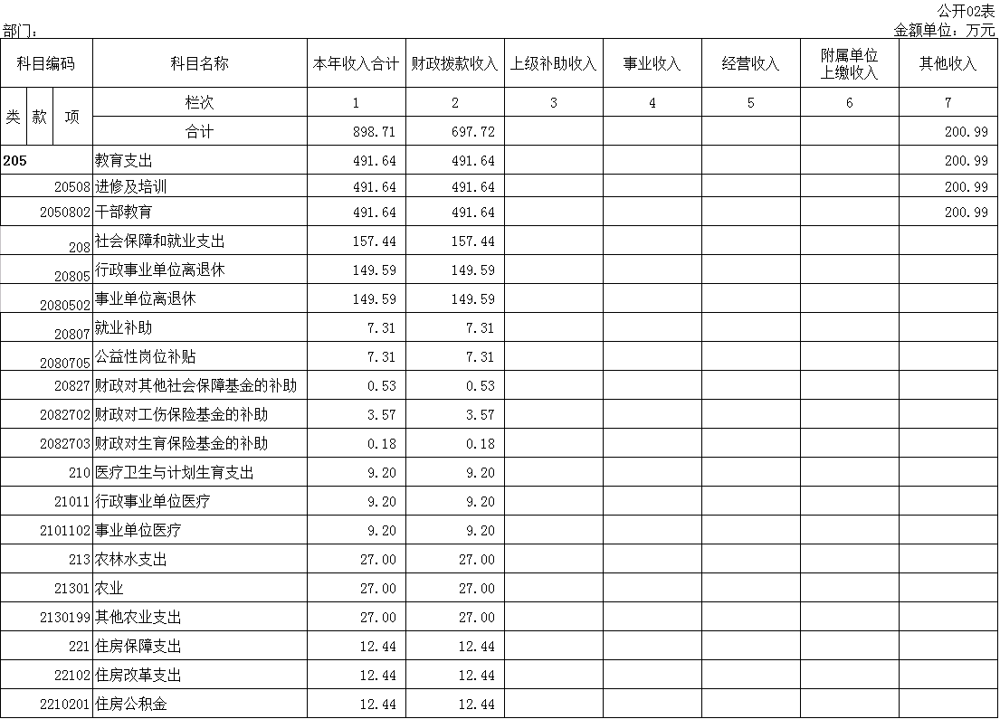 公开02表
部门: 金额单位: 万元
科目编码 科目名称 本年收入合计 财政拨款收入 上级补助收入 事业收入 经营收入 附属单位 其他收入
上缴收入
类 款 项 栏次 1 2 3 4 5 6 7
合计 898.71 697.72 200.99
205 教育支出 491.64 491.64 200.99
20508 进修及培训 491.64 491.64 200.99
2050802 干部教育 491.64 491.64 200.99
208 社会保障和就业支出 157.44 157.44
20805 行政事业单位离退休 149.59 149.59
2080502 事业单位离退休 149.59 149.59
20807 就业补助 7.31 7.31
2080705 公益性岗位补贴 7.31 7.31
20827 财政对其他社会保障基金的补助 0.53 0.53
2082702 财政对工伤保险基金的补助 3.57 3.57
2082703 财政对生育保险基金的补助 0.18 0.18
210 医疗卫生与计划生育支出 9.20 9.20
21011 行政事业单位医疗 9.20 9.20
2101102 事业单位医疗 9.20 9.20
213 农林水支出 27.00 27.00
21301 农业 27.00 27.00
2130199 其他农业支出 27.00 27.00
221 住房保障支出 12.44 12.44
22102 住房改革支出 12.44 12.44
2210201 住房公积金 12.44 12.44